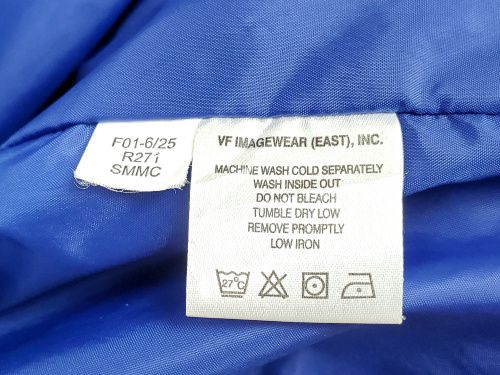 F01-6/25
R271
SMMC
VF IMAGEWEAR (EAST), INC.
MACHINE WASH COLD SEPARATELY
WASH INSIDE OUT
DO NOT BLEACH
TUMBLE DRY LOW
REMOVE PROMPTLY
LOW IRON
27°C